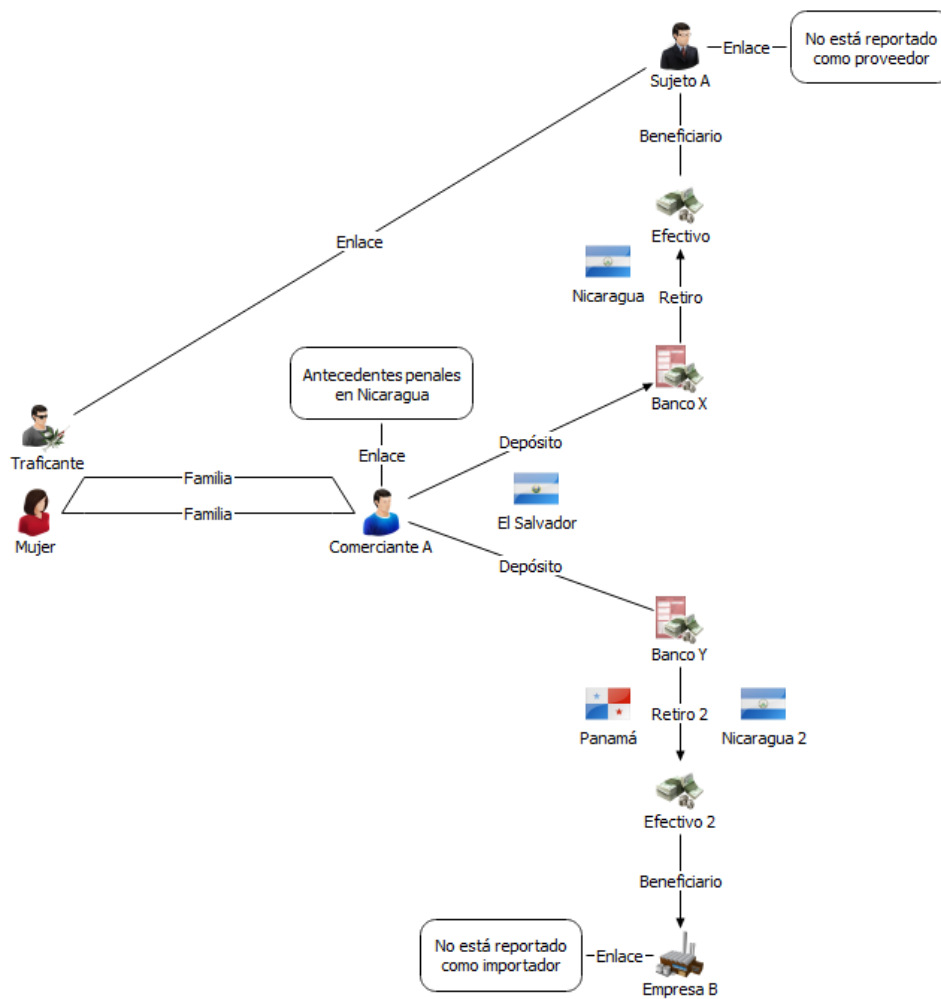 Enlace
No está reportado
como proveedor
Sujeto A
Beneficiario
Efectivo
Enlace
Nicaragua
Retiro
Antecedentes penales
en Nicaragua
Banco X
Traficante
Enlace
Depósito
Familia
Familia
El Salvador
Mujer
Comerciante A
Depósito
Banco Y
Panamá
Retiro 2
Nicaragua 2
Efectivo 2
Beneficiario
No está reportado
como importador
Enlace
Empresa B